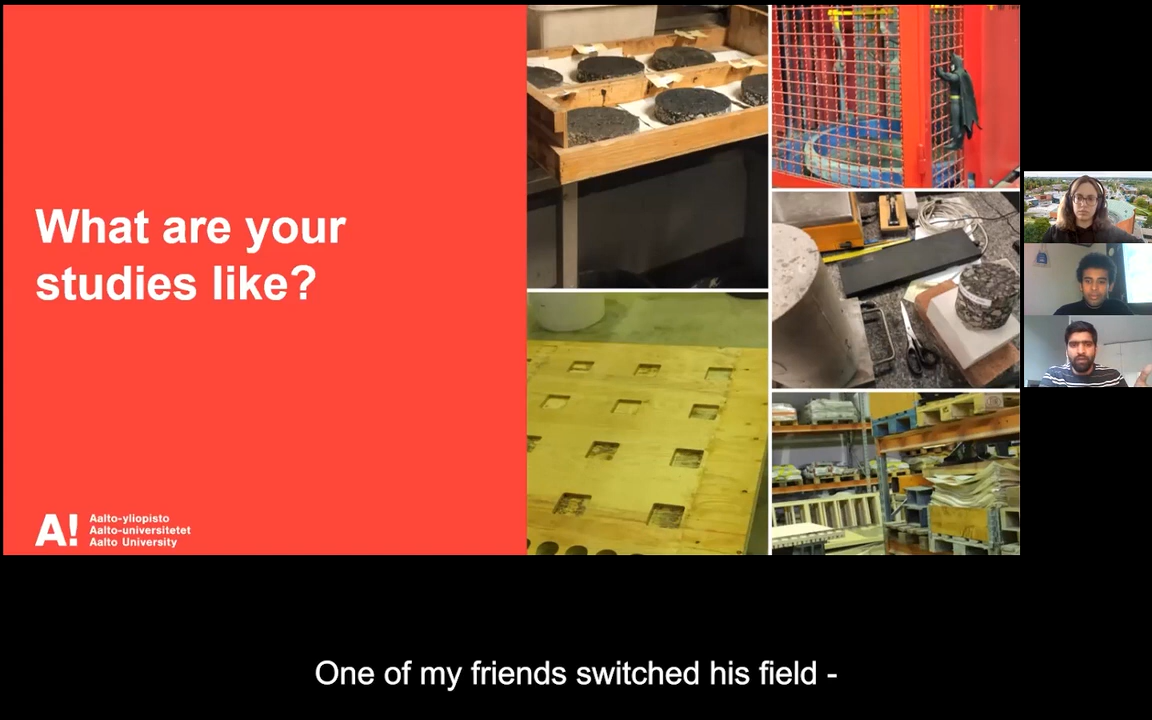 What are your
studies like?
A!
Aalto-yliopisto
Aalto-universitetet
Aalto University
One of my friends switched his field -